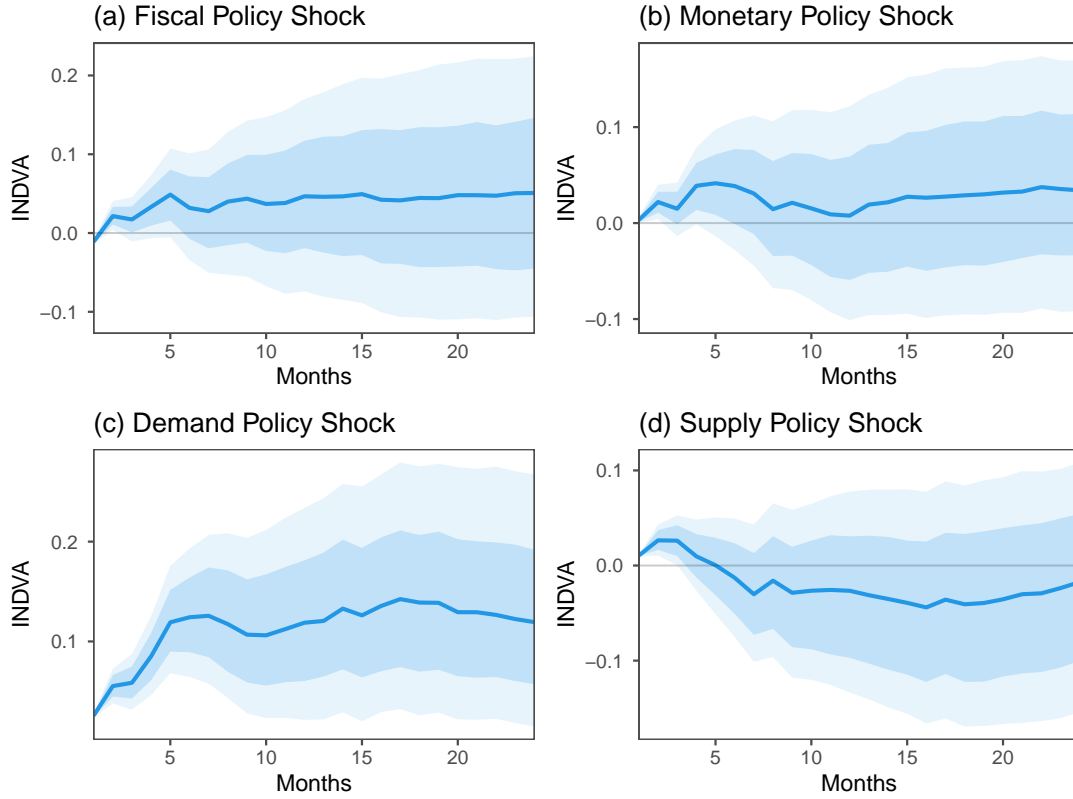 (a) Fiscal Policy Shock
INDVA
0.2
0.1
0.0
−0.1
5 10 15 20
Months
(b) Monetary Policy Shock
INDVA
0.1
0.0
−0.1
5 10 15 20
Months
(c) Demand Policy Shock
INDVA
0.2
0.1
5 10 15 20
Months
(d) Supply Policy Shock
INDVA
0.1
0.0
−0.1
5 10 15 20
Months